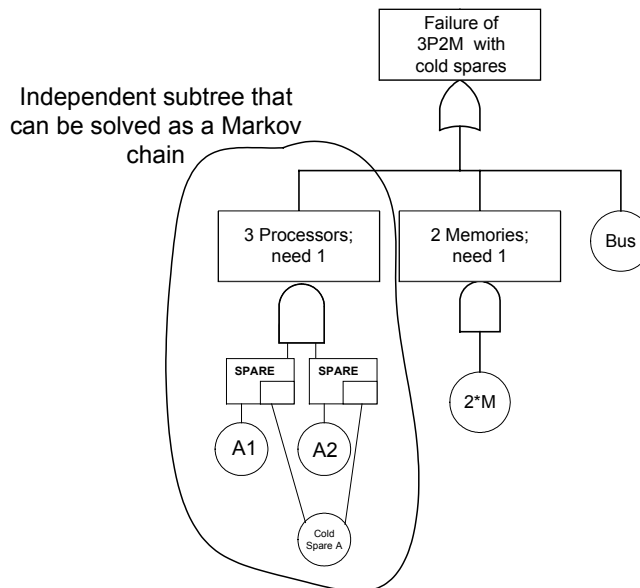 Failure of
3P2M with
cold spares
Independent subtree that
can be solved as a Markov
chain
3 Processors;
need 1
2 Memories;
need 1
Bus
SPARE
SPARE
2*M
A1
A2
Cold
Spare A